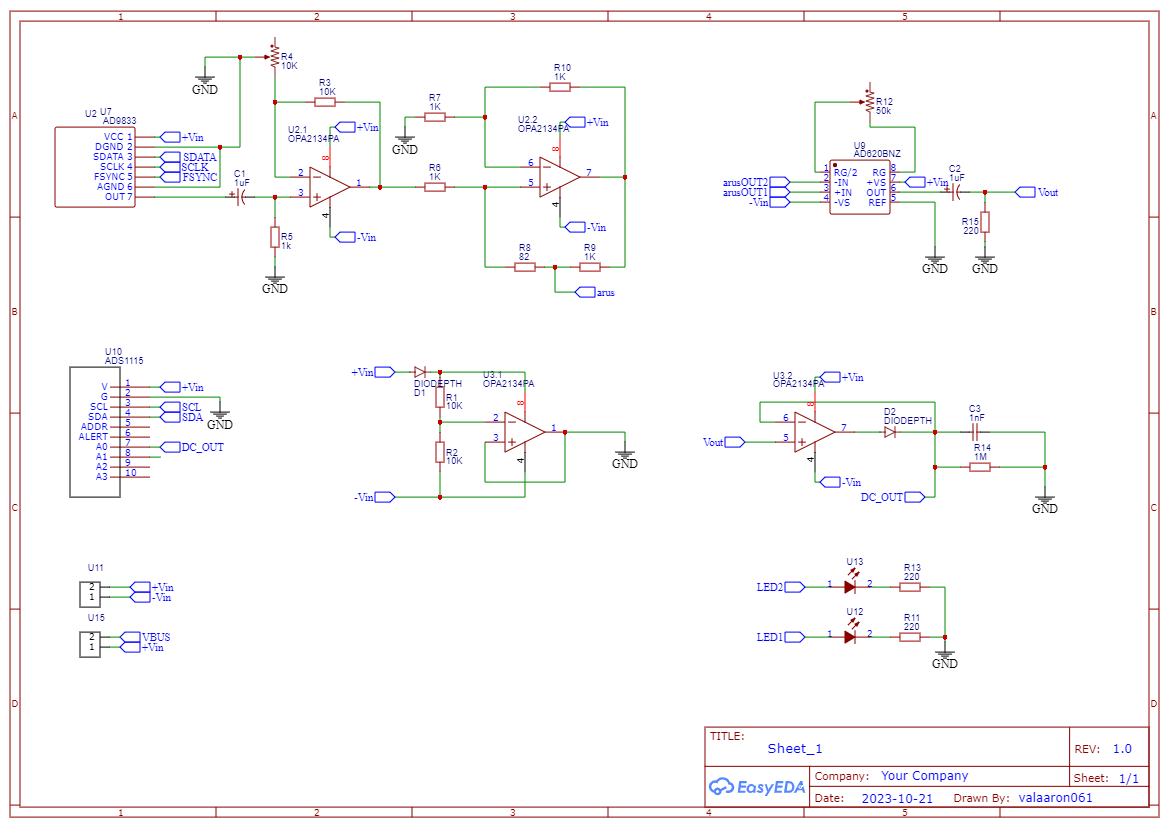 1 2 3 4 5
A A
B B
C C
D D
U2 U7
AD9833
VCC 1 +Vin
DGND 2
SDATA 3 SDATA
SCLK 4 SCLK
FSYNC 5 FSYNC
AGND 6
OUT 7
GND
R4
10K
R3
10K
C1
1uF
+
R5
1k
GND
U2.1
OPA2134PA
+Vin
8
2
3
1
4
-Vin
GND
R7
1K
R6
1K
R10
1K
U2.2
OPA2134PA
+Vin
8
6
5
7
4
-Vin
R8
82
R9
1K
arus
R12
50k
U9
AD620BNZ
1 RG/2 RG 8
arusOUT2 2 -IN +VS 7 +Vin
arusOUT1 3 +IN OUT 6
-Vin 4 -VS REF 5
C2
1uF
+
Vout
R15
220
GND
GND
U10
ADS1115
V 1 +Vin
G 2
SCL 3 SCL
SDA 4 SDA
ADDR 5
ALERT 6
A0 7 DC_OUT
A1 8
A2 9
A3 10
GND
+Vin
DIODEPTH
D1
R1
10K
R2
10K
-Vin
U3.1
OPA2134PA
8
2
3
1
4
GND
U3.2
OPA2134PA
+Vin
8
6
5
7
4
Vout
-Vin
D2
DIODEPTH
C3
1nF
R14
1M
DC_OUT
GND
U11
2 +Vin
1 -Vin
U15
2 VBUS
1 +Vin
U13
LED2 1 2
R13
220
U12
LED1 1 2
R11
220
GND
TITLE:
Sheet_1
REV: 1.0
EasyEDA
Company: Your Company
Sheet: 1/1
Date: 2023-10-21 Drawn By: valaaron061
1 2 3 4 5